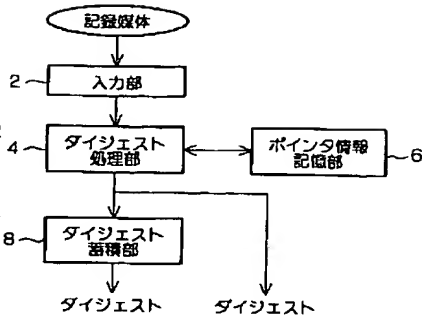 記録媒体
2
入力部
4
ダイジェスト
処理部
ポインタ情報
記憶部
6
8
ダイジェスト
蓄積部
ダイジェスト
ダイジェスト